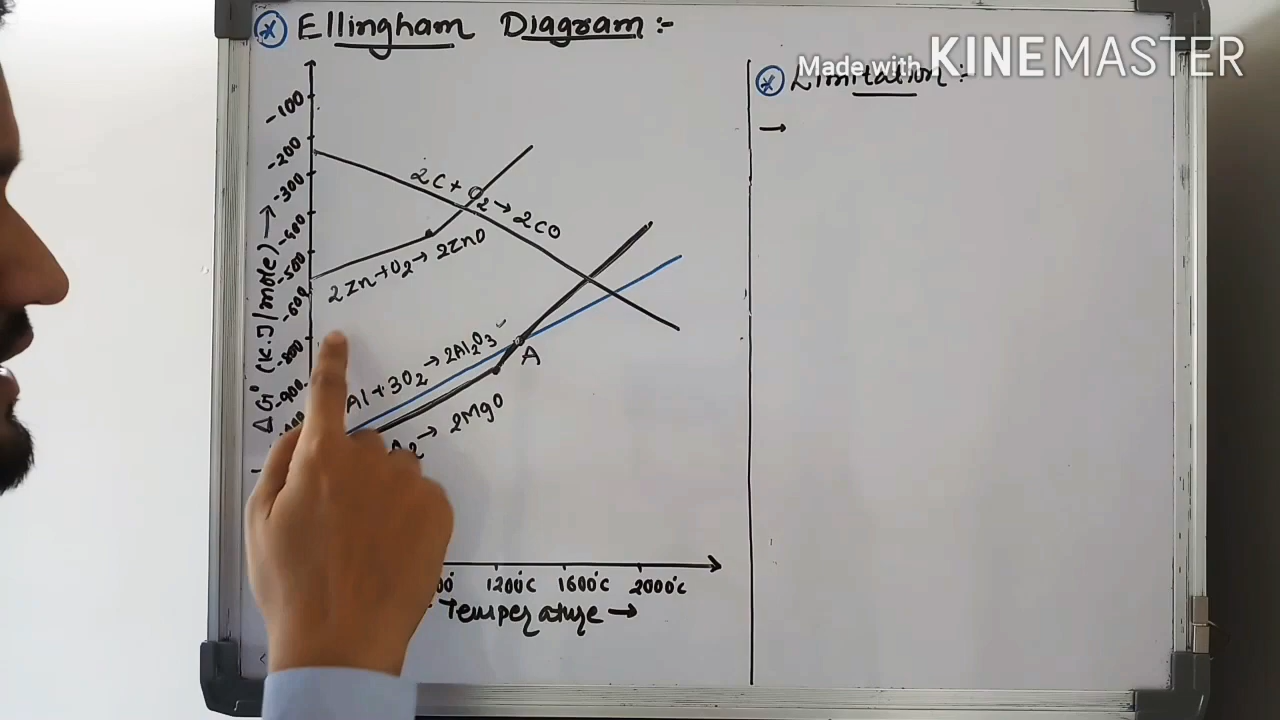 * Ellingham Diagram :-
Made with KINEMASTER
* Limitation :-
→
-100
-200
-300
-400
-500
-600
-800
-900
ΔG° (KJ/mole) →
2C + O₂ → 2CO
2Zn + O₂ → 2ZnO
Al + 3O₂ → 2Al₂O₃
A
→ 2MgO
1200°C 1600°C 2000°C
Temperature →